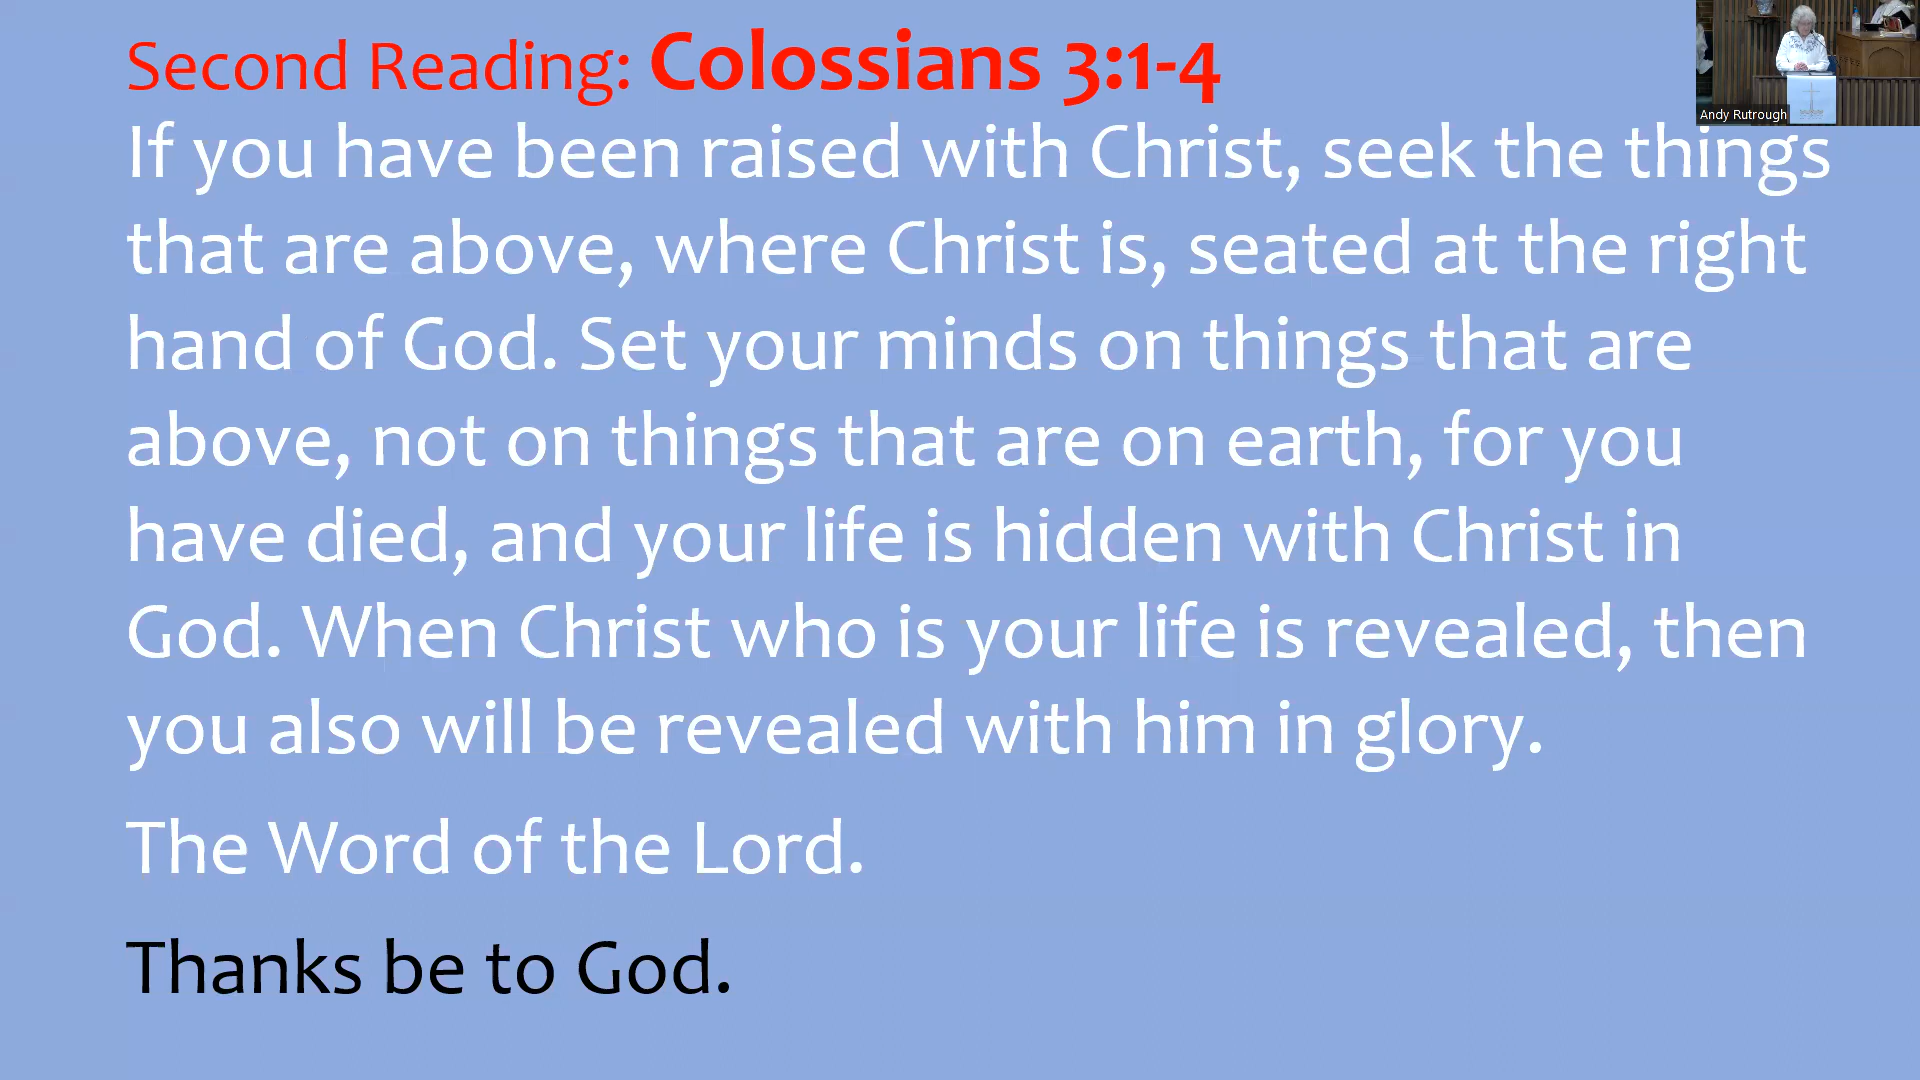 Second Reading: Colossians 3:1-4
If you have been raised with Christ, seek the things
that are above, where Christ is, seated at the right
hand of God. Set your minds on things that are
above, not on things that are on earth, for you
have died, and your life is hidden with Christ in
God. When Christ who is your life is revealed, then
you also will be revealed with him in glory.
The Word of the Lord.
Thanks be to God.
Andy Rutrough